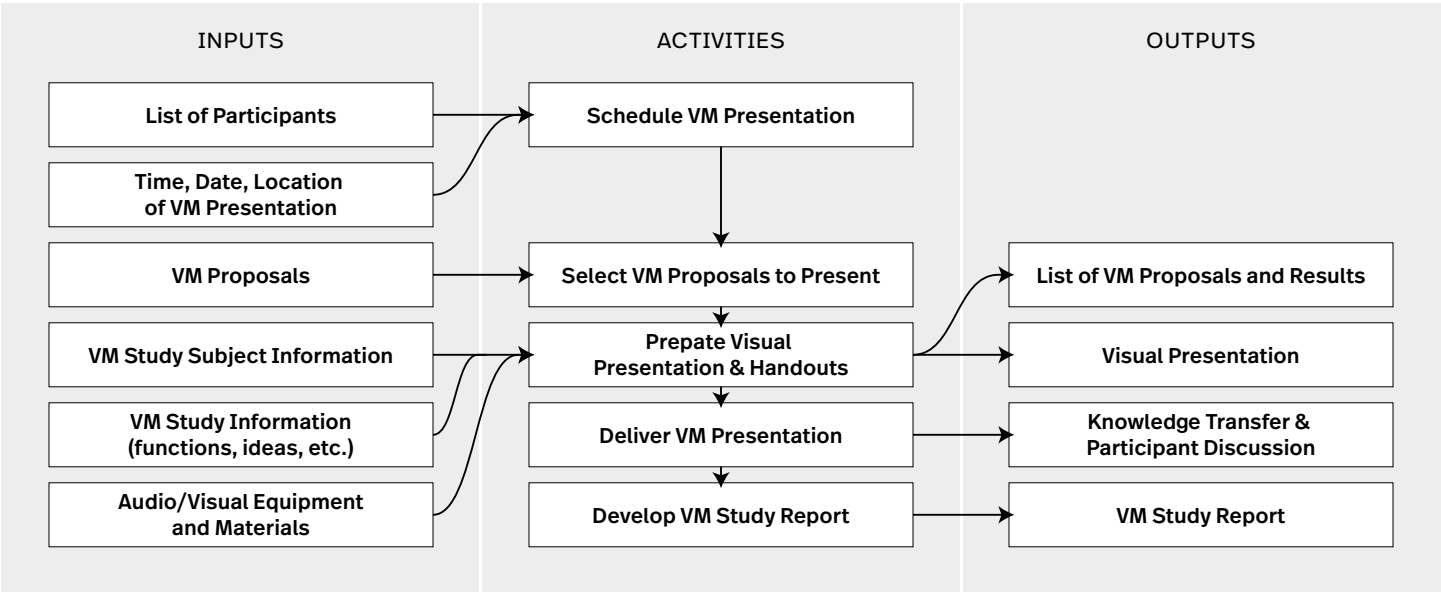 INPUTS
ACTIVITIES
OUTPUTS
List of Participants
Schedule VM Presentation
Time, Date, Location
of VM Presentation
VM Proposals
Select VM Proposals to Present
List of VM Proposals and Results
VM Study Subject Information
Prepate Visual
Presentation & Handouts
Visual Presentation
VM Study Information
(functions, ideas, etc.)
Deliver VM Presentation
Knowledge Transfer &
Participant Discussion
Audio/Visual Equipment
and Materials
Develop VM Study Report
VM Study Report